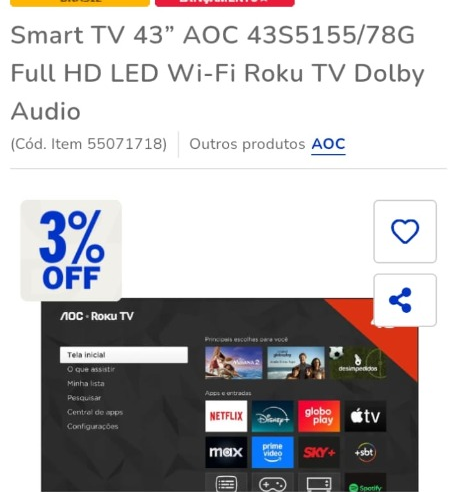 Smart TV 43” AOC 43S5155/78G
Full HD LED Wi-Fi Roku TV Dolby
Audio
(Cód. Item 55071718)
Outros produtos AOC
3%
OFF
AOC • Roku TV
Tela inicial
O que assistir
Minha lista
Pesquisar
Central de apps
Configurações
Principais escolhas para você
desimpedidos
Apps e entradas
NETFLIX
Disney+
globo
play
tv
max
prime
video
SKY+
+sbt
Spotify